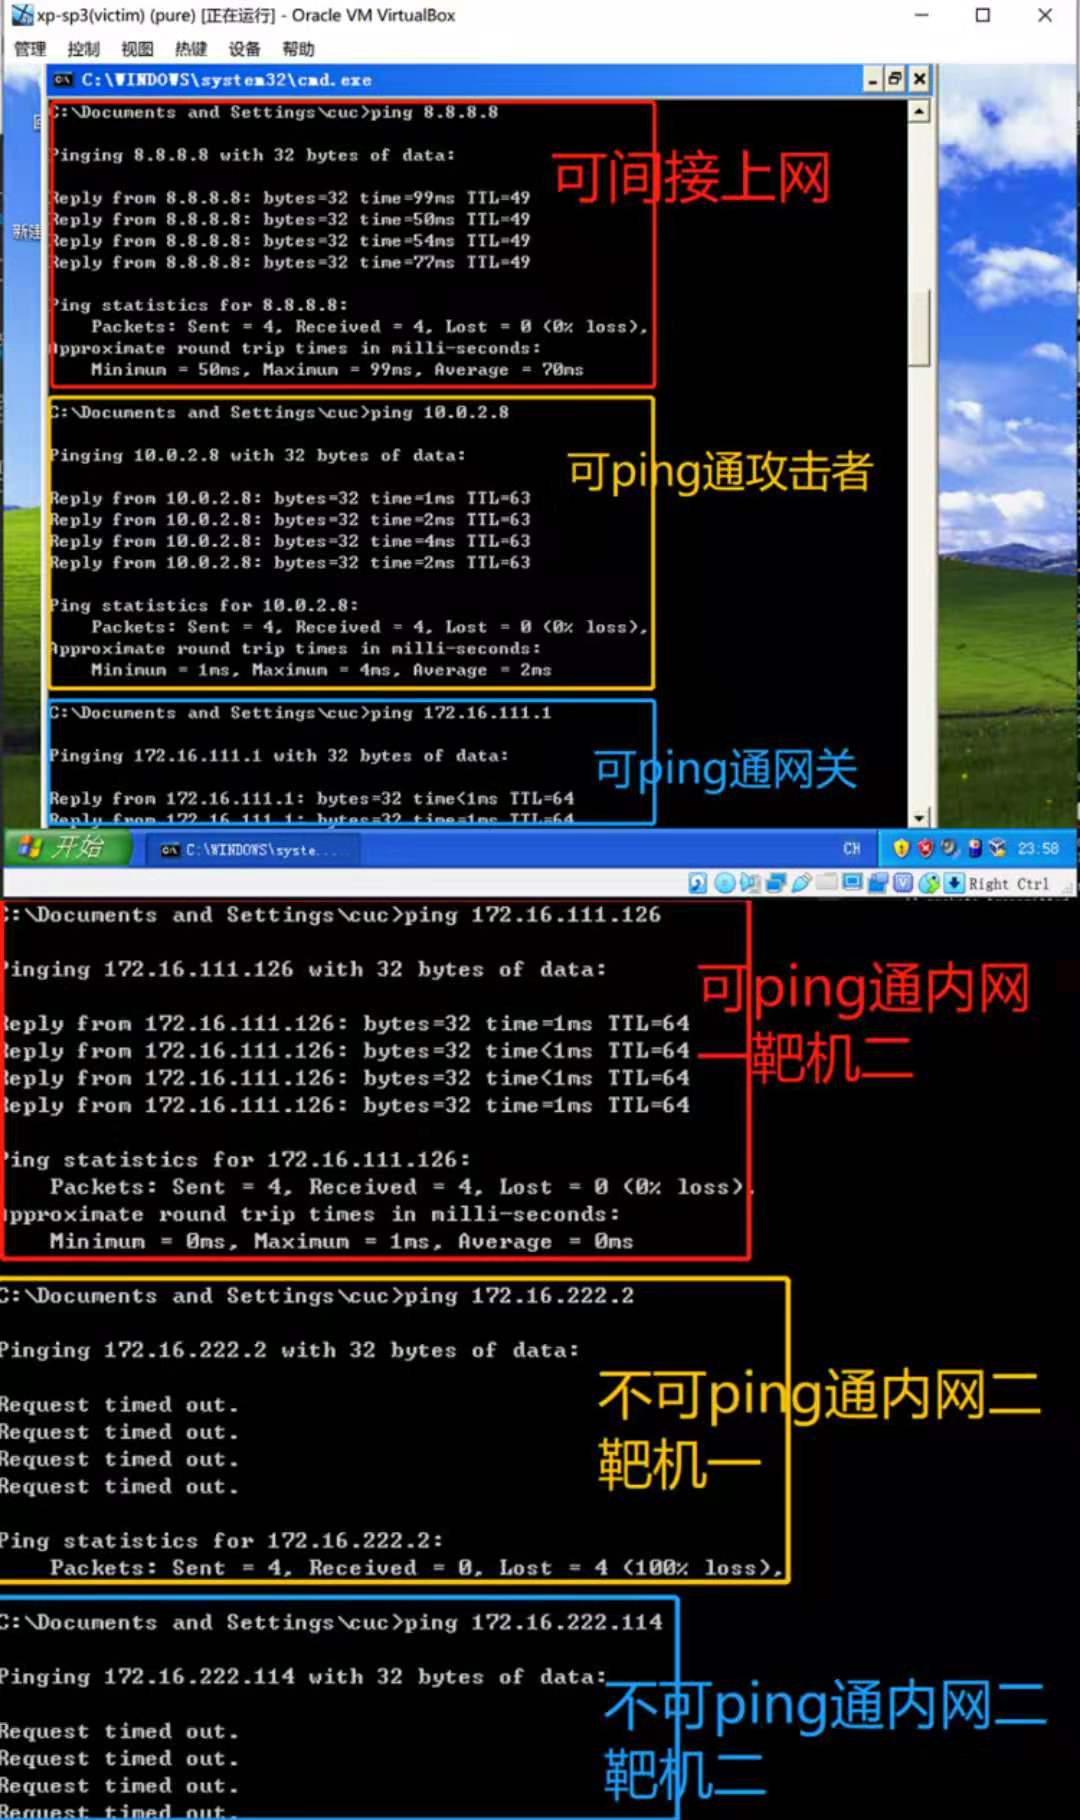 xp-sp3(victim) (pure) [正在运行] - Oracle VM VirtualBox
管理 控制 视图 热键 设备 帮助
C:\WINDOWS\system32\cmd.exe
C:\Documents and Settings\cuc>ping 8.8.8.8
Pinging 8.8.8.8 with 32 bytes of data:
可间接上网
Reply from 8.8.8.8: bytes=32 time=99ms TTL=49
Reply from 8.8.8.8: bytes=32 time=50ms TTL=49
新建
Reply from 8.8.8.8: bytes=32 time=54ms TTL=49
Reply from 8.8.8.8: bytes=32 time=77ms TTL=49
Ping statistics for 8.8.8.8:
Packets: Sent = 4, Received = 4, Lost = 0 (0% loss),
Approximate round trip times in milli-seconds:
Minimum = 50ms, Maximum = 99ms, Average = 70ms
C:\Documents and Settings\cuc>ping 10.0.2.8
Pinging 10.0.2.8 with 32 bytes of data:
可ping通攻击者
Reply from 10.0.2.8: bytes=32 time=1ms TTL=63
Reply from 10.0.2.8: bytes=32 time=2ms TTL=63
Reply from 10.0.2.8: bytes=32 time=4ms TTL=63
Reply from 10.0.2.8: bytes=32 time=2ms TTL=63
Ping statistics for 10.0.2.8:
Packets: Sent = 4, Received = 4, Lost = 0 (0% loss),
Approximate round trip times in milli-seconds:
Minimum = 1ms, Maximum = 4ms, Average = 2ms
C:\Documents and Settings\cuc>ping 172.16.111.1
Pinging 172.16.111.1 with 32 bytes of data:
可ping通网关
Reply from 172.16.111.1: bytes=32 time<1ms TTL=64
Reply from 172.16.111.1: bytes=32 time=1ms TTL=64
开始 C:\WINDOWS\syste... CH 23:58
Right Ctrl
C:\Documents and Settings\cuc>ping 172.16.111.126
Pinging 172.16.111.126 with 32 bytes of data:
可ping通内网
一靶机二
Reply from 172.16.111.126: bytes=32 time=1ms TTL=64
Reply from 172.16.111.126: bytes=32 time<1ms TTL=64
Reply from 172.16.111.126: bytes=32 time<1ms TTL=64
Reply from 172.16.111.126: bytes=32 time=1ms TTL=64
Ping statistics for 172.16.111.126:
Packets: Sent = 4, Received = 4, Lost = 0 (0% loss),
Approximate round trip times in milli-seconds:
Minimum = 0ms, Maximum = 1ms, Average = 0ms
C:\Documents and Settings\cuc>ping 172.16.222.2
Pinging 172.16.222.2 with 32 bytes of data:
不可ping通内网二
靶机一
Request timed out.
Request timed out.
Request timed out.
Request timed out.
Ping statistics for 172.16.222.2:
Packets: Sent = 4, Received = 0, Lost = 4 (100% loss),
C:\Documents and Settings\cuc>ping 172.16.222.114
Pinging 172.16.222.114 with 32 bytes of data:
不可ping通内网二
靶机二
Request timed out.
Request timed out.
Request timed out.
Request timed out.